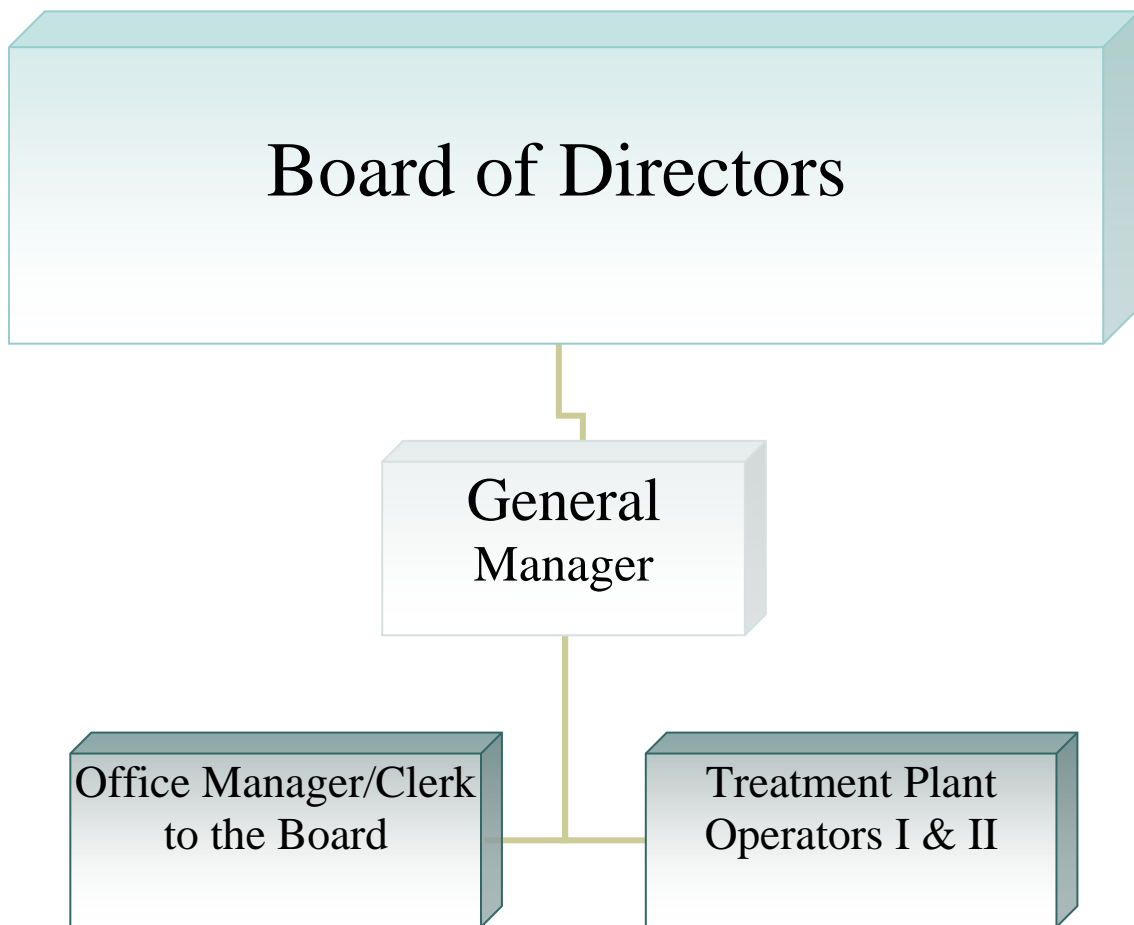 Board of Directors
General
Manager
Office Manager/Clerk
to the Board
Treatment Plant
Operators I & II